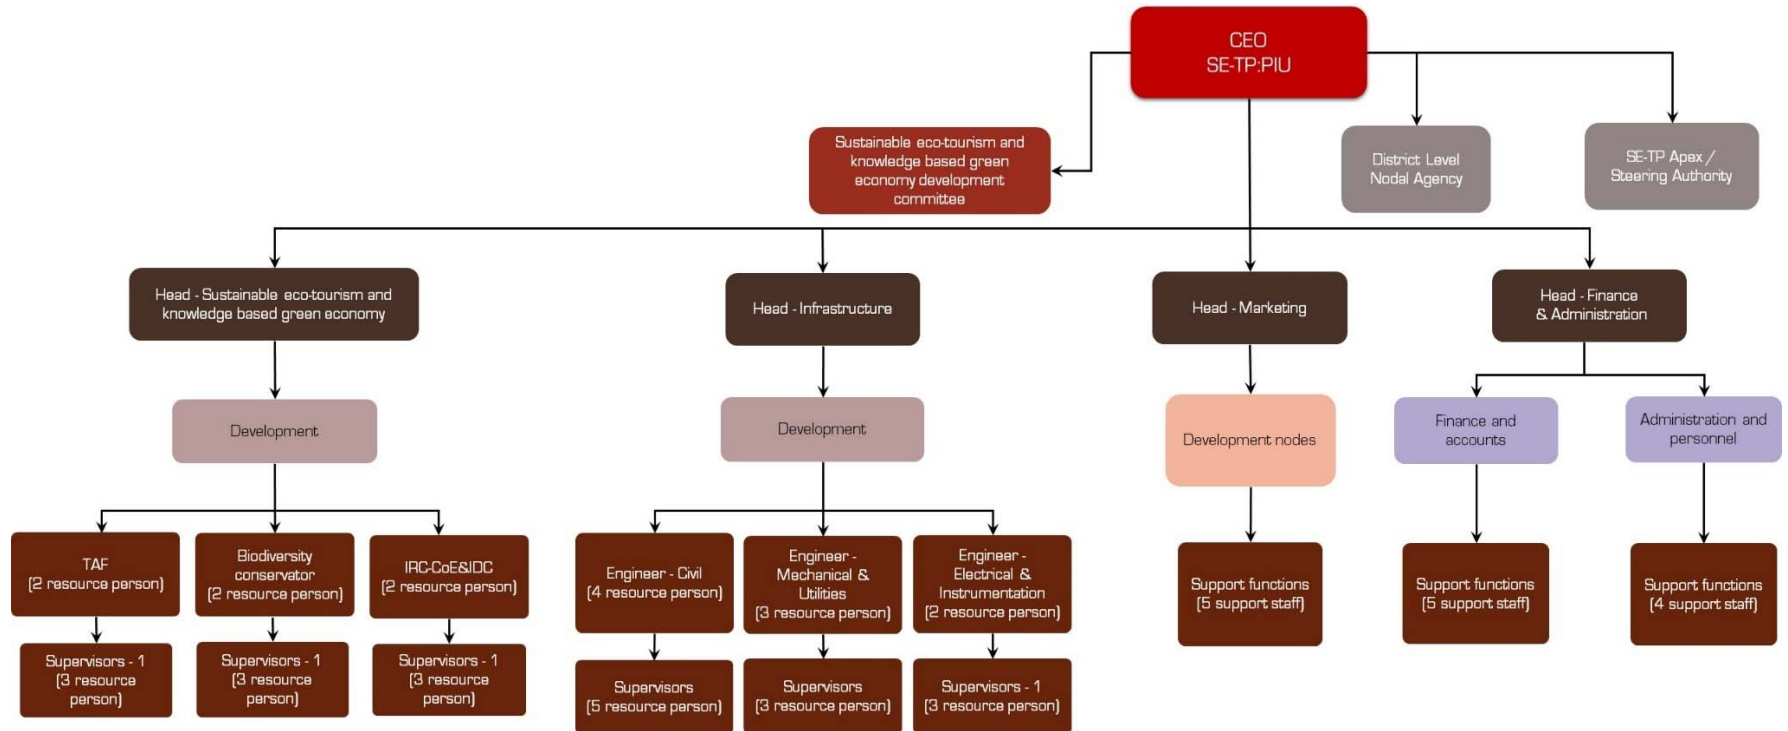 CEO
SE-TP:PIU
Sustainable eco-tourism and
knowledge based green
economy development
committee
District Level
Nodal Agency
SE-TP Apex /
Steering Authority
Head - Sustainable eco-tourism and
knowledge based green economy
Head - Infrastructure
Head - Marketing
Head - Finance
& Administration
Development
Development
Development nodes
Finance and
accounts
Administration and
personnel
TAF
(2 resource person)
Biodiversity
conservator
(2 resource person)
IRC-CoE&IDC
(2 resource person)
Engineer - Civil
(4 resource person)
Engineer -
Mechanical &
Utilities
(3 resource person)
Engineer -
Electrical &
Instrumentation
(2 resource person)
Support functions
(5 support staff)
Support functions
(5 support staff)
Support functions
(4 support staff)
Supervisors - 1
(3 resource
person)
Supervisors - 1
(3 resource
person)
Supervisors - 1
(3 resource
person)
Supervisors
(5 resource person)
Supervisors
(3 resource person)
Supervisors - 1
(3 resource person)